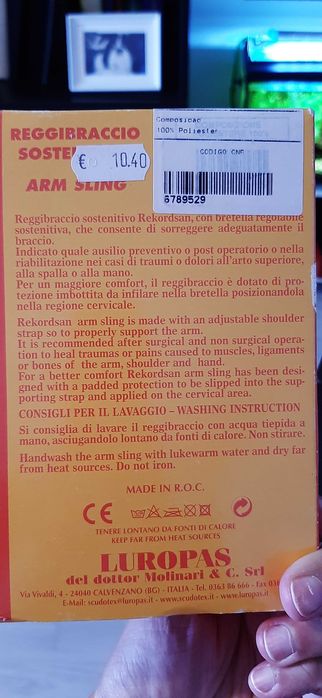 REGGIBRACCIO
SOSTE
€ 10.40
ARM SLING
Composicao
100% Poliester
CODIGO CNP
6789529
Reggibraccio sostenitivo Rekordsan, con bretella regolabile
sostenitiva, che consente di sorreggere adeguatamente il
braccio.
Indicato quale ausilio preventivo o post operatorio o nella
riabilitazione nei casi di traumi o dolori all'arto superiore,
alla spalla o alla mano.
Per un maggiore comfort, il reggibraccio è dotato di pro-
tezione imbottita da infilare nella bretella posizionandola
nella regione cervicale.
Rekordsan arm sling is made with an adjustable shoulder
strap so to properly support the arm.
It is recommended after surgical and non surgical opera-
tion to heal traumas or pains caused to muscles, ligaments
or bones of the arm, shoulder and hand.
For a better comfort Rekordsan arm sling has been desi-
gned with a padded protection to be slipped into the sup-
porting strap and applied on the cervical area.
CONSIGLI PER IL LAVAGGIO – WASHING INSTRUCTION
Si consiglia di lavare il reggibraccio con acqua tiepida a
mano, asciugandolo lontano da fonti di calore. Non stirare.
Handwash the arm sling with lukewarm water and dry far
from heat sources. Do not iron.
MADE IN R.O.C.
CE
TENERE LONTANO DA FONTI DI CALORE
KEEP FAR FROM HEAT SOURCES
LUROPAS
del dottor Molinari & C. Srl
Via Vivaldi, 4 - 24040 CALVENZANO (BG) - ITALIA - Tel. 0363 86 666 - Fax 0363
E-Mail: scudotex@luropas.it - www.scudotex.it - www.luropas.it